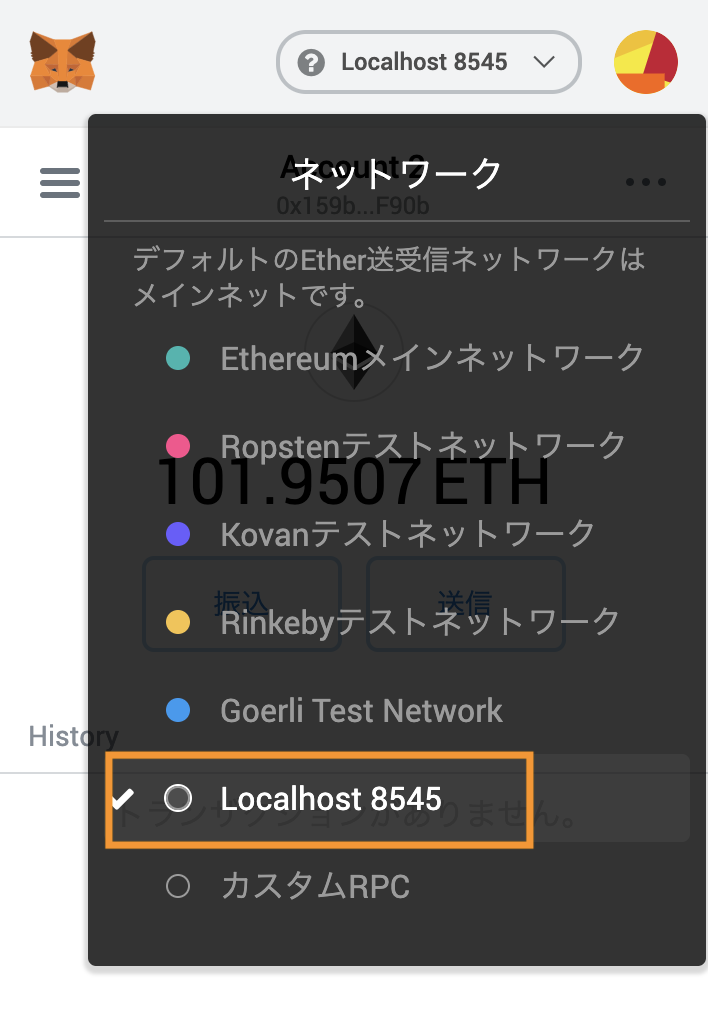 Localhost 8545
Account 2
ネットワーク
0x159b...F90b
デフォルトのEther送受信ネットワークは
メインネットです。
Ethereumメインネットワーク
Ropstenテストネットワーク
101.9507 ETH
Kovanテストネットワーク
振込
送信
Rinkebyテストネットワーク
Goerli Test Network
History
Localhost 8545
トランザクションがありません。
カスタムRPC